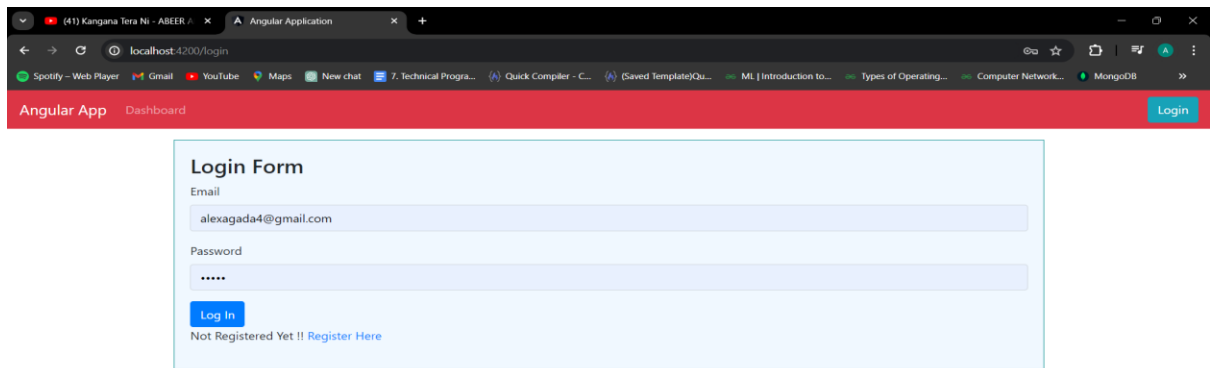 (41) Kangana Tera Ni - ABEER A
Angular Application
localhost:4200/login
A
Spotify – Web Player Gmail YouTube Maps New chat 7. Technical Progra... Quick Compiler - C... (Saved Template)Qu... ML | Introduction to... Types of Operating... Computer Network... MongoDB »
Angular App Dashboard Login
Login Form
Email
alexagada4@gmail.com
Password
•••••
Log In
Not Registered Yet !! Register Here